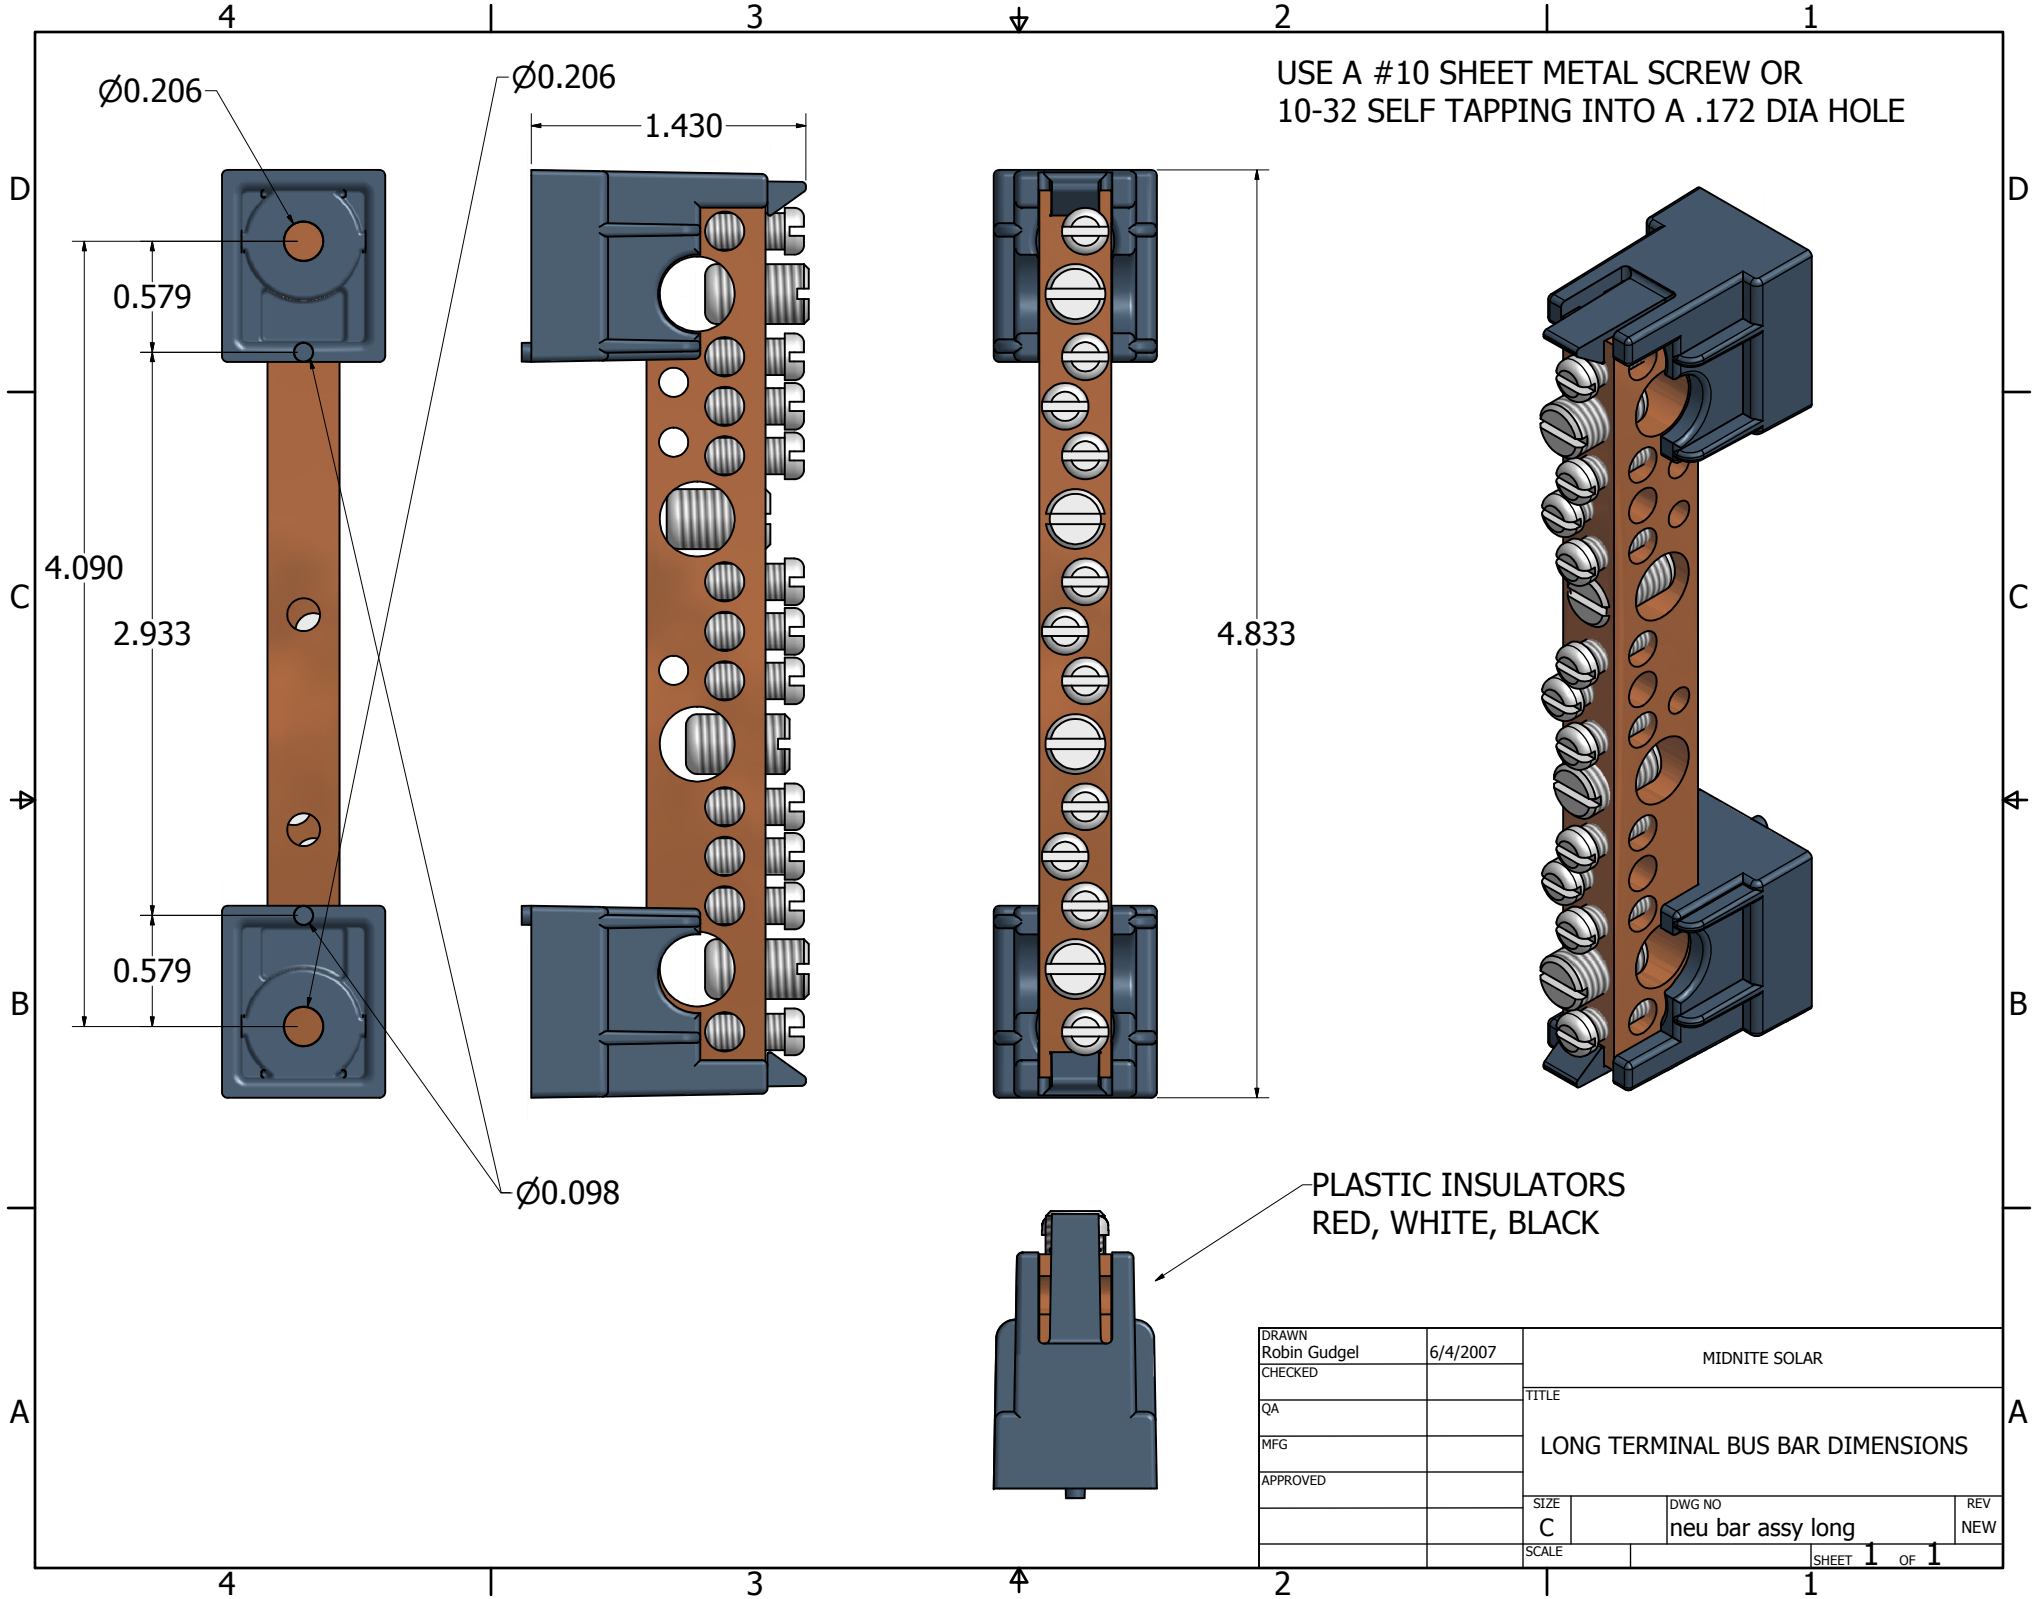 4 3 2 1
Ø0.206
Ø0.206
1.430
USE A #10 SHEET METAL SCREW OR
10-32 SELF TAPPING INTO A .172 DIA HOLE
D D
0.579
4.090
2.933
4.833
C C
0.579
B B
Ø0.098
PLASTIC INSULATORS
RED, WHITE, BLACK
A A
DRAWN
Robin Gudgel 6/4/2007
CHECKED
QA
MFG
APPROVED
MIDNITE SOLAR
TITLE
LONG TERMINAL BUS BAR DIMENSIONS
SIZE
C
DWG NO
neu bar assy long
REV
NEW
SCALE
SHEET 1 OF 1
4 3 2 1